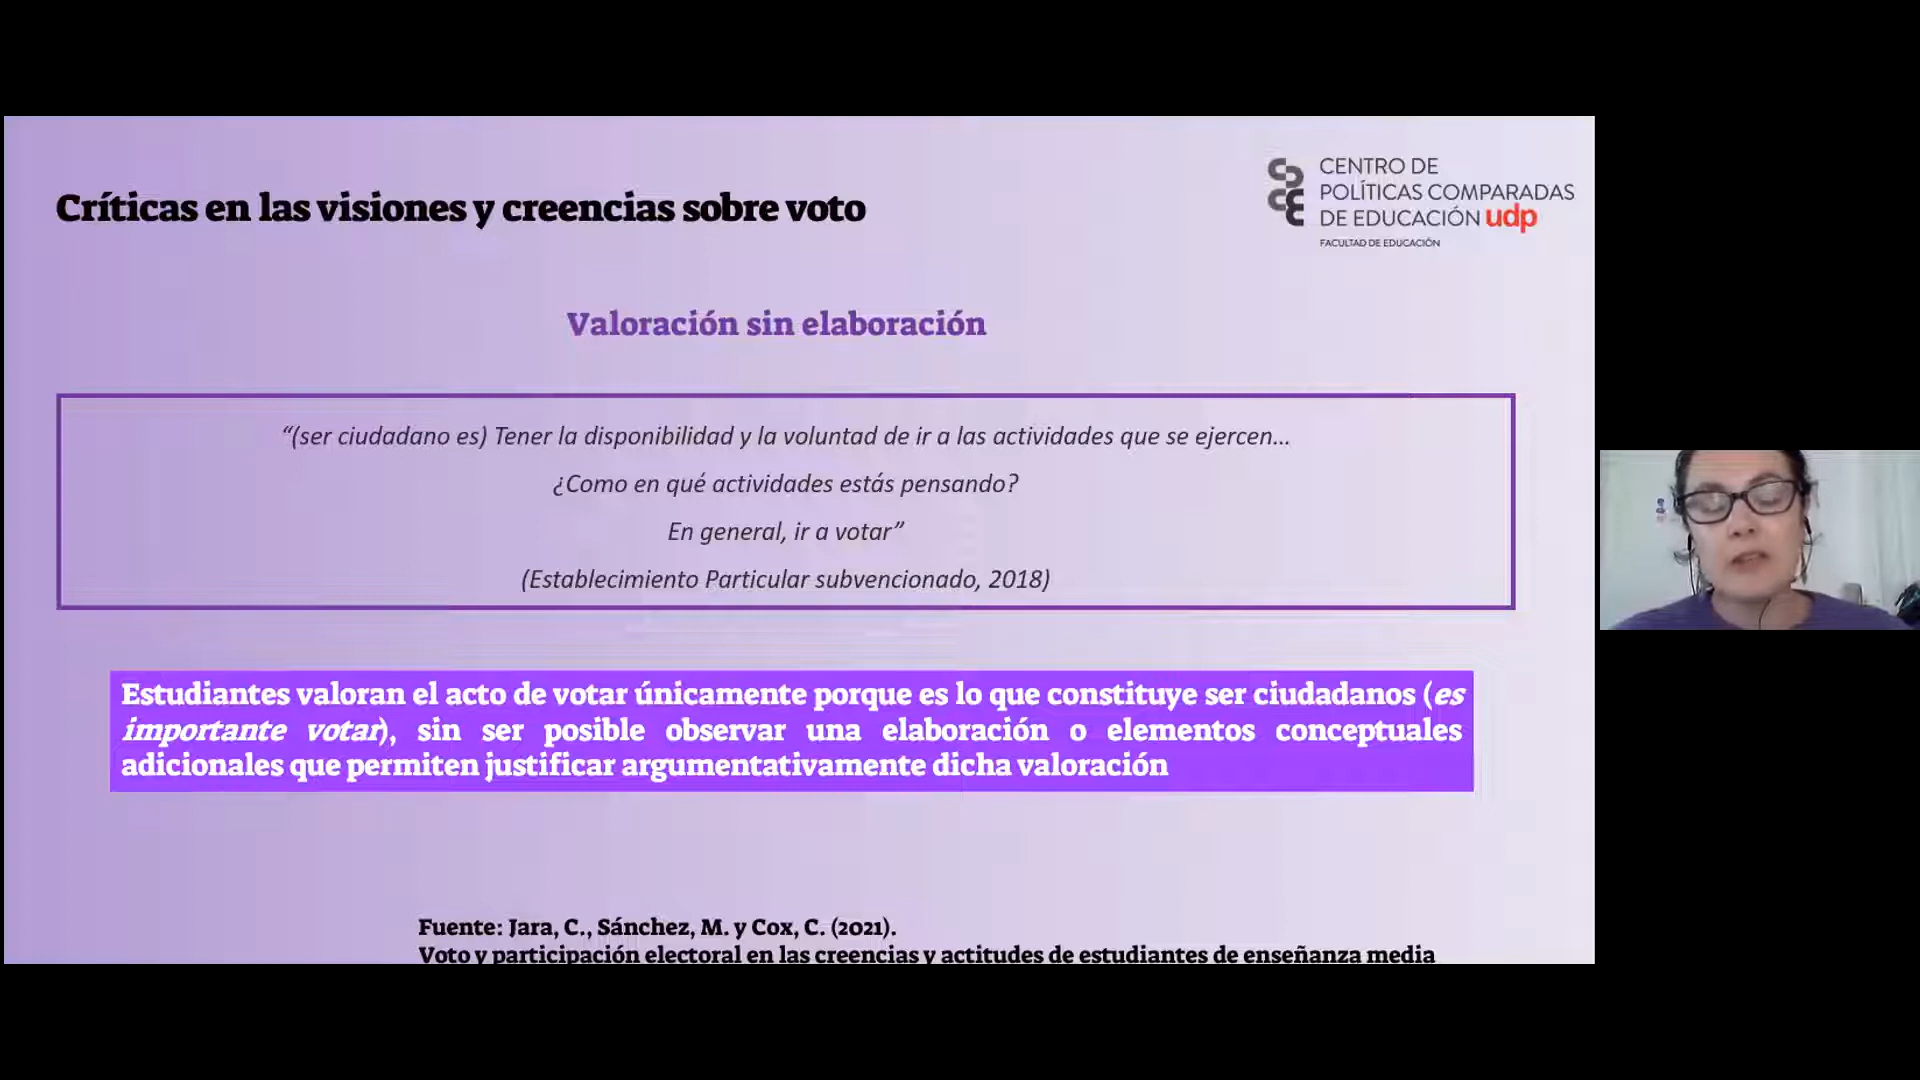 Críticas en las visiones y creencias sobre voto
CENTRO DE
POLÍTICAS COMPARADAS
DE EDUCACIÓN udp
FACULTAD DE EDUCACIÓN
Valoración sin elaboración
“(ser ciudadano es) Tener la disponibilidad y la voluntad de ir a las actividades que se ejercen...
¿Como en qué actividades estás pensando?
En general, ir a votar”
(Establecimiento Particular subvencionado, 2018)
Estudiantes valoran el acto de votar únicamente porque es lo que constituye ser ciudadanos (es
importante votar), sin ser posible observar una elaboración o elementos conceptuales
adicionales que permiten justificar argumentativamente dicha valoración
Fuente: Jara, C., Sánchez, M. y Cox, C. (2021).
Voto y participación electoral en las creencias y actitudes de estudiantes de enseñanza media